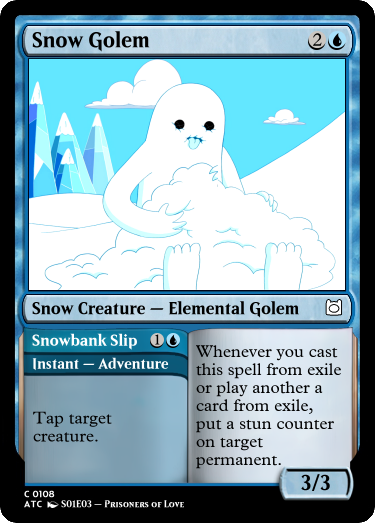 Snow Golem 2
Snow Creature — Elemental Golem
Snowbank Slip 1
Instant — Adventure
Tap target
creature.
Whenever you cast
this spell from exile
or play another a
card from exile,
put a stun counter
on target
permanent.
3/3
C 0108
ATC S01E03 — Prisoners of Love